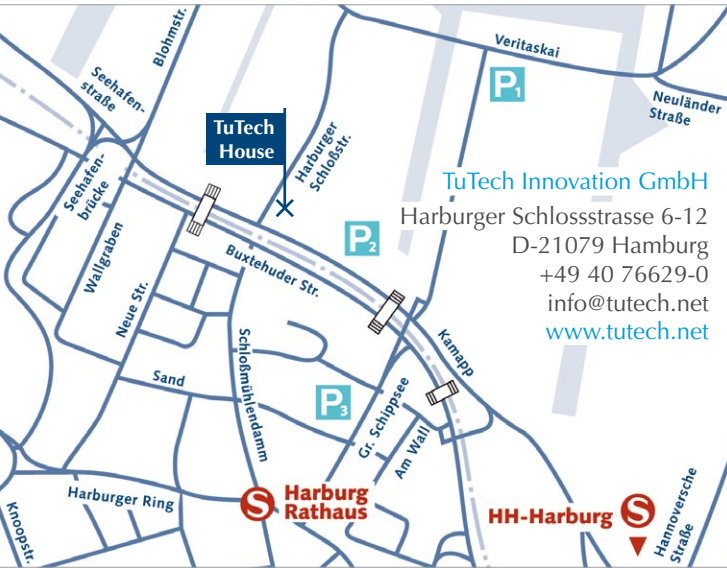 Blohmstr.
Veritaskai
Seehafen-
straße
P1
Neuländer
Straße
TuTech
House
Harburger
Schloßstr.
TuTech Innovation GmbH
Harburger Schlossstrasse 6-12
D-21079 Hamburg
+49 40 76629-0
info@tutech.net
www.tutech.net
Seehafen-
brücke
P2
Wallgraben
Buxtehuder Str.
Neue Str.
Schloßmühlendamm
Kamapp
Sand
P3
Gr. Schippsee
Am Wall
Harburger Ring
S
Harburg
Rathaus
HH-Harburg
S
Hannoversche
Straße
Knoopstr.